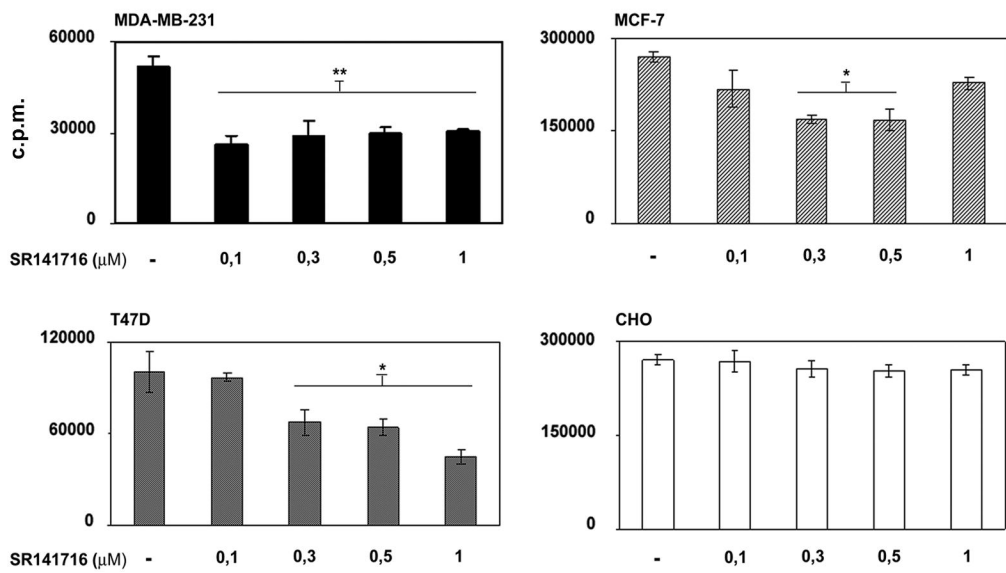 MDA-MB-231
60000
**
30000
0
c.p.m.
SR141716 (μM) - 0,1 0,3 0,5 1
MCF-7
300000
*
150000
0
- 0,1 0,3 0,5 1
T47D
120000
*
60000
0
SR141716 (μM) - 0,1 0,3 0,5 1
CHO
300000
150000
0
- 0,1 0,3 0,5 1